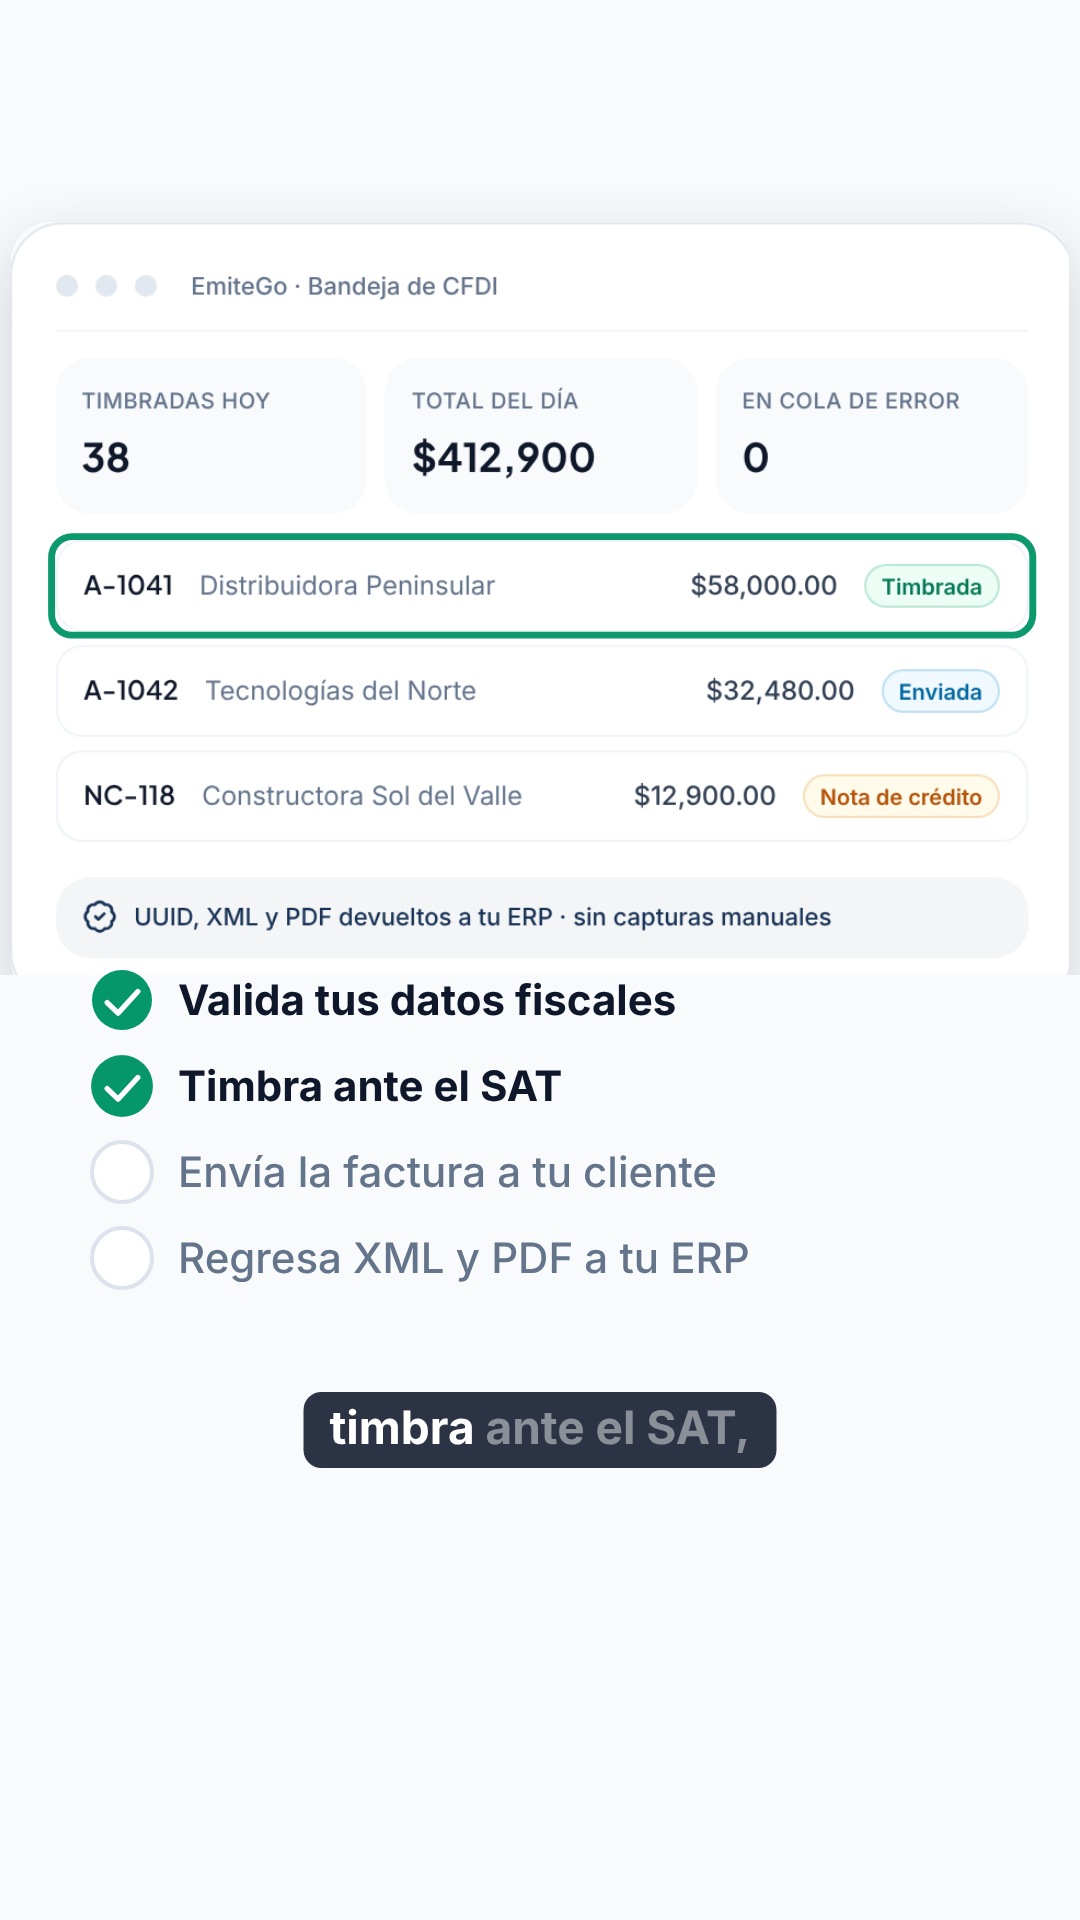 EmiteGo · Bandeja de CFDI
TIMBRADAS HOY
38
TOTAL DEL DÍA
$412,900
EN COLA DE ERROR
0
A-1041 Distribuidora Peninsular $58,000.00 Timbrada
A-1042 Tecnologías del Norte $32,480.00 Enviada
NC-118 Constructora Sol del Valle $12,900.00 Nota de crédito
UUID, XML y PDF devueltos a tu ERP · sin capturas manuales
Valida tus datos fiscales
Timbra ante el SAT
Envía la factura a tu cliente
Regresa XML y PDF a tu ERP
timbra ante el SAT,